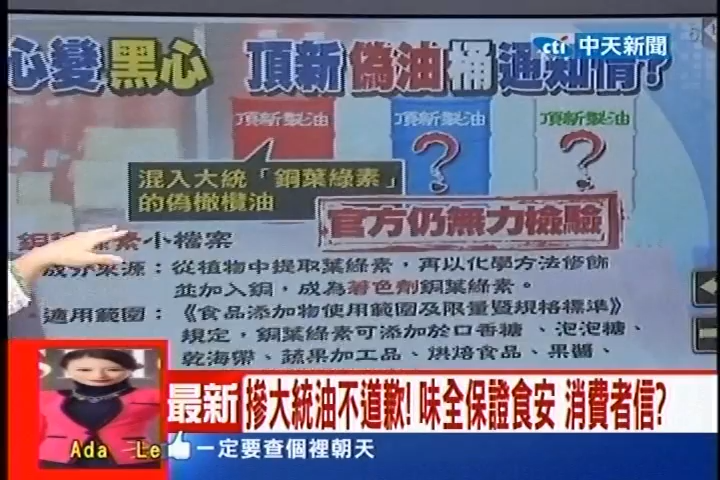 cti 中天新聞
心變黑心 頂新偽油桶通知情?
頂新製油 頂新製油 頂新製油
? ?
混入大統「銅葉綠素」
的偽橄欖油
官方仍無力檢驗
銅葉綠素小檔案
成分來源:從植物中提取葉綠素,再以化學方法修飾
並加入銅,成為著色劑銅葉綠素。
適用範圍:《食品添加物使用範圍及限量暨規格標準》
規定,銅葉綠素可添加於口香糖、泡泡糖、
乾海帶、蔬果加工品、烘焙食品、果醬、
最新 摻大統油不道歉! 味全保證食安 消費者信?
Ada Le 一定要查個裡朝天